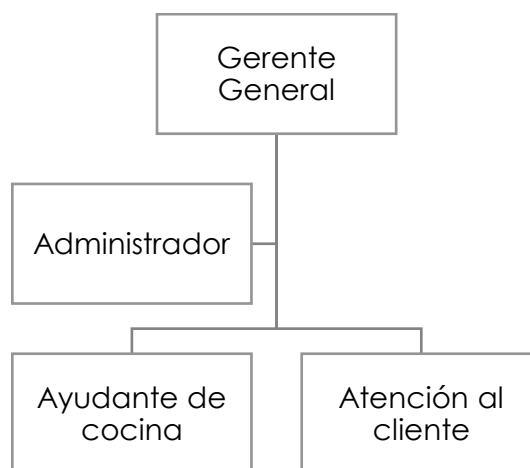 Gerente
General
Administrador
Ayudante de
cocina
Atención al
cliente